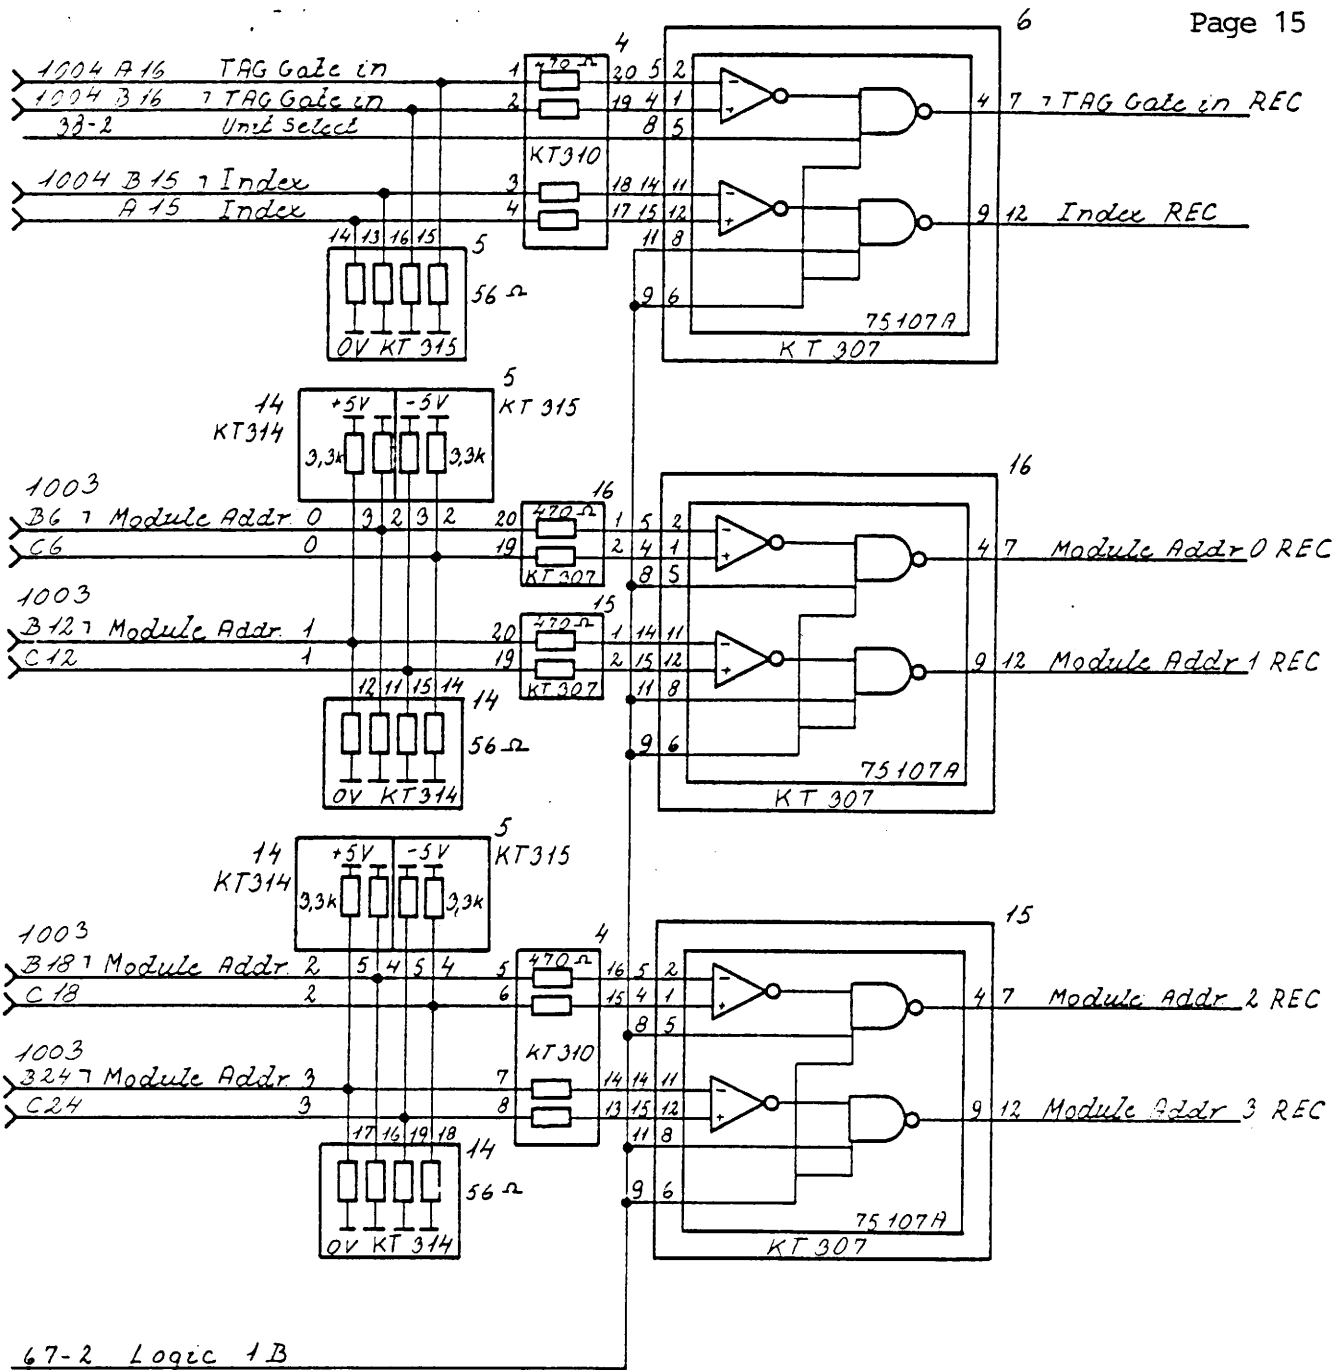 Page 15
6
4
1004 A 16 TAG Gate in 1 470 Ω 20 5 2 -
1004 B 16 ┐ TAG Gate in 2 19 4 1 + 4 7 ┐ TAG Gate in REC
33-2 Unit Select 8 5
KT310
1004 B 15 ┐ Index 3 18 14 11 -
A 15 Index 4 17 15 12 + 9 12 Index REC
14 13 16 15 5 11 8
56 Ω 9 6
75107A
0V KT 315 KT 307
5
14 +5V -5V KT 315
KT314
3,3k 3,3k
16
1003 16
B6 ┐ Module Addr. 0 3 2 3 2 20 470 Ω 1 5 2 -
C6 0 19 2 4 1 + 4 7 Module Addr 0 REC
KT307 8 5
1003 15
B12 ┐ Module Addr. 1 20 470 Ω 1 14 11 -
C12 1 19 2 15 12 + 9 12 Module Addr 1 REC
12 11 15 14 14 KT307 11 8
56 Ω 9 6
75107A
0V KT314 KT 307
5
14 +5V -5V KT315
KT314
3,3k 3,3k
15
1003 4
B18 ┐ Module Addr. 2 5 4 5 4 5 470 Ω 16 5 2 -
C18 2 6 15 4 1 + 4 7 Module Addr. 2 REC
8 5
1003 KT310
B24 ┐ Module Addr. 3 7 14 14 11 -
C24 3 8 13 15 12 + 9 12 Module Addr 3 REC
17 16 19 18 14 11 8
56 Ω 9 6
75107A
0V KT 314 KT 307
67-2 Logic 1B